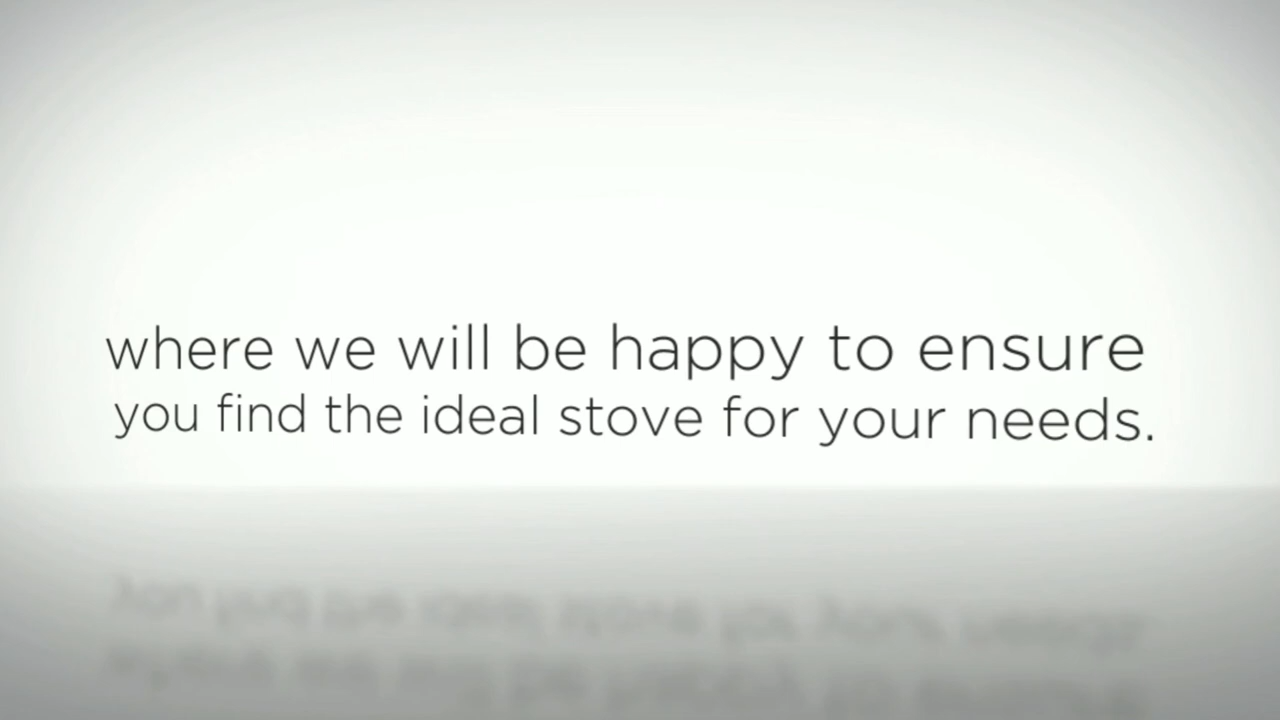 where we will be happy to ensure
you find the ideal stove for your needs.